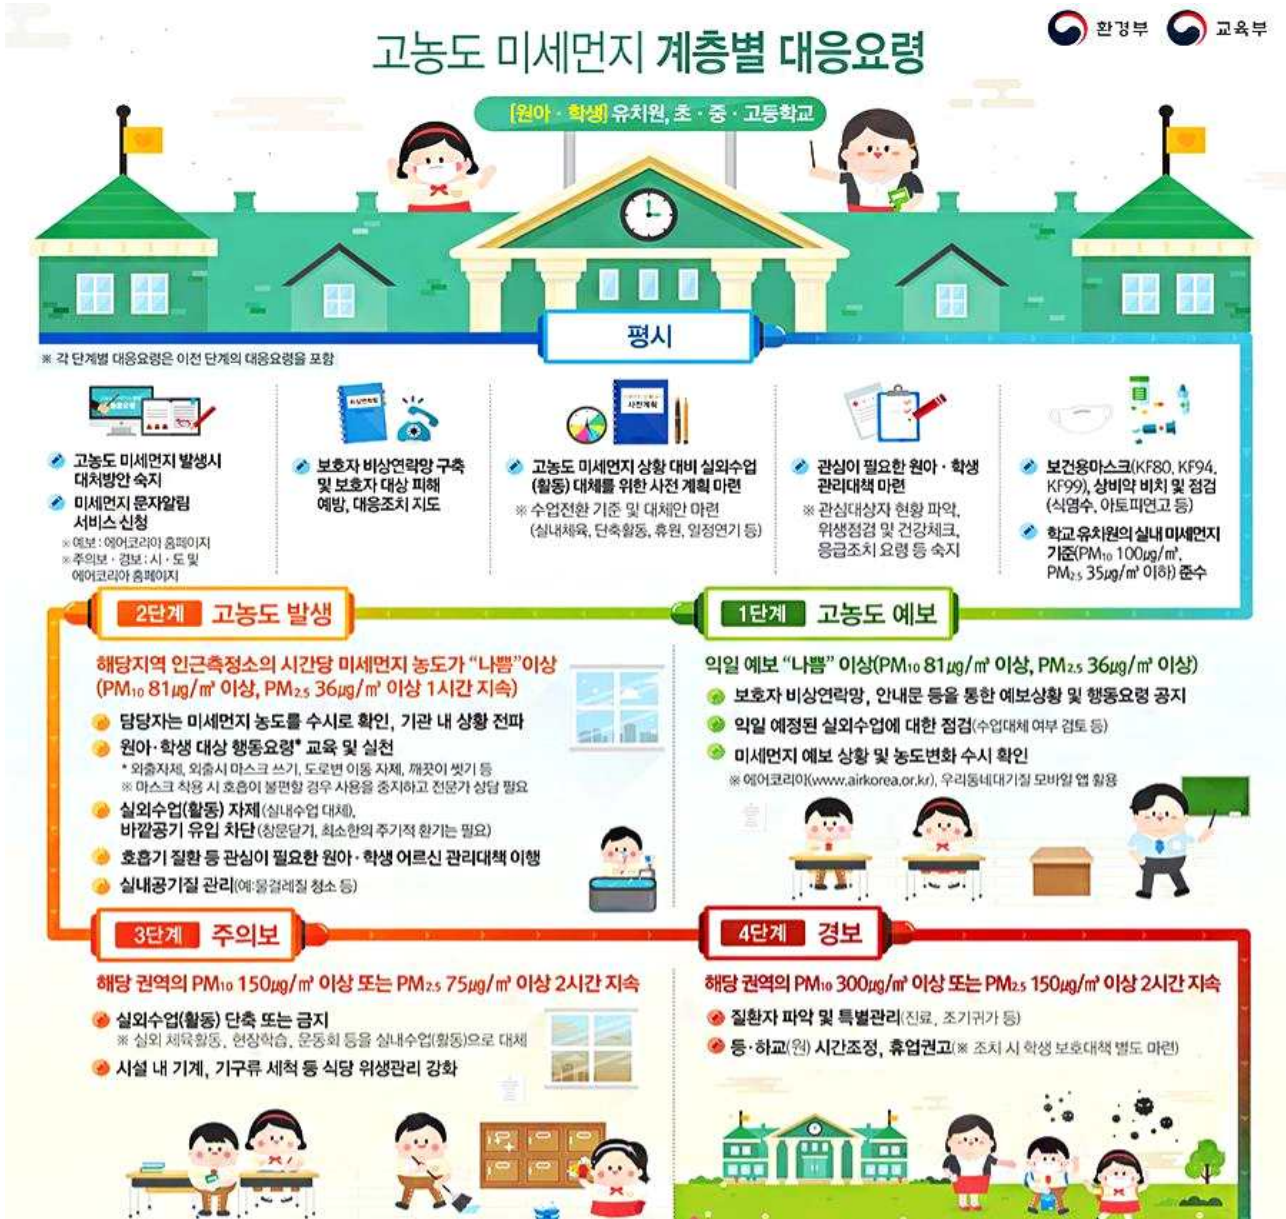 환경부 교육부
고농도 미세먼지 계층별 대응요령
[원아 · 학생] 유치원, 초 · 중 · 고등학교
평시
※ 각 단계별 대응요령은 이전 단계의 대응요령을 포함
고농도 미세먼지 발생시
대처방안 숙지
미세먼지 문자알림
서비스 신청
※ 예보 : 에어코리아 홈페이지
※ 주의보 · 경보 : 시 · 도 및
에어코리아 홈페이지
비상연락망
보호자 비상연락망 구축
및 보호자 대상 피해
예방, 대응조치 지도
사전계획
고농도 미세먼지 상황 대비 실외수업
(활동) 대체를 위한 사전 계획 마련
※ 수업전환 기준 및 대체안 마련
(실내체육, 단축활동, 휴원, 일정연기 등)
관심이 필요한 원아 · 학생
관리대책 마련
※ 관심대상자 현황 파악,
위생점검 및 건강체크,
응급조치 요령 등 숙지
보건용마스크(KF80, KF94,
KF99), 상비약 비치 및 점검
(식염수, 아토피연고 등)
학교 유치원의 실내 미세먼지
기준(PM₁₀ 100㎍/㎥,
PM₂.₅ 35㎍/㎥ 이하) 준수
1단계 고농도 예보
익일 예보 “나쁨” 이상(PM₁₀ 81㎍/㎥ 이상, PM₂.₅ 36㎍/㎥ 이상)
보호자 비상연락망, 안내문 등을 통한 예보상황 및 행동요령 공지
익일 예정된 실외수업에 대한 점검(수업대체 여부 검토 등)
미세먼지 예보 상황 및 농도변화 수시 확인
※ 에어코리아(www.airkorea.or.kr), 우리동네대기질 모바일 앱 활용
2단계 고농도 발생
해당지역 인근측정소의 시간당 미세먼지 농도가 “나쁨”이상
(PM₁₀ 81㎍/㎥ 이상, PM₂.₅ 36㎍/㎥ 이상 1시간 지속)
담당자는 미세먼지 농도를 수시로 확인, 기관 내 상황 전파
원아·학생 대상 행동요령* 교육 및 실천
* 외출자제, 외출시 마스크 쓰기, 도로변 이동 자제, 깨끗이 씻기 등
※ 마스크 착용 시 호흡이 불편할 경우 사용을 중지하고 전문가 상담 필요
실외수업(활동) 자제(실내수업 대체),
바깥공기 유입 차단(창문닫기, 최소한의 주기적 환기는 필요)
호흡기 질환 등 관심이 필요한 원아 · 학생 어르신 관리대책 이행
실내공기질 관리(예:물걸레질 청소 등)
3단계 주의보
해당 권역의 PM₁₀ 150㎍/㎥ 이상 또는 PM₂.₅ 75㎍/㎥ 이상 2시간 지속
실외수업(활동) 단축 또는 금지
※ 실외 체육활동, 현장학습, 운동회 등을 실내수업(활동)으로 대체
시설 내 기계, 기구류 세척 등 식당 위생관리 강화
4단계 경보
해당 권역의 PM₁₀ 300㎍/㎥ 이상 또는 PM₂.₅ 150㎍/㎥ 이상 2시간 지속
질환자 파악 및 특별관리(진료, 조기귀가 등)
등·하교(원) 시간조정, 휴업권고(※ 조치 시 학생 보호대책 별도 마련)